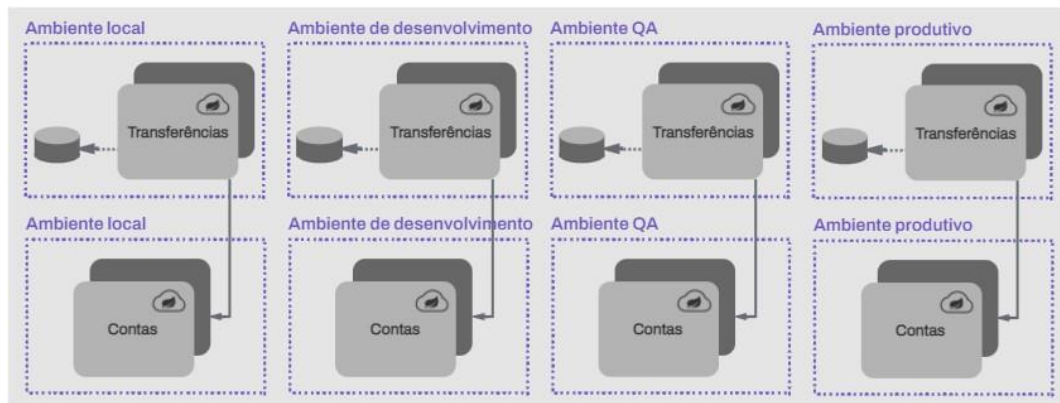 Ambiente local
Ambiente de desenvolvimento
Ambiente QA
Ambiente produtivo
Transferências
Transferências
Transferências
Transferências
Ambiente local
Ambiente de desenvolvimento
Ambiente QA
Ambiente produtivo
Contas
Contas
Contas
Contas